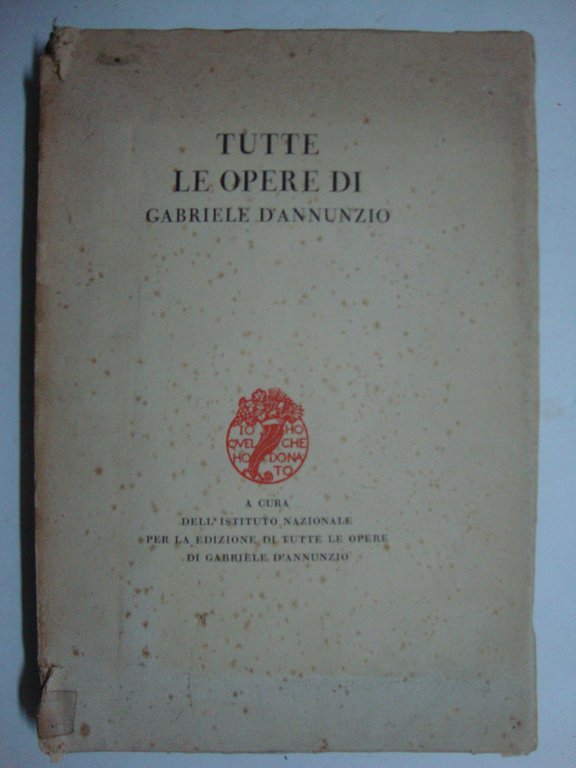 TUTTE
LE OPERE DI
GABRIELE D'ANNUNZIO
IO HO
QVEL CHE
HO DONA
TO
A CURA
DELL'ISTITUTO NAZIONALE
PER LA EDIZIONE DI TUTTE LE OPERE
DI GABRIELE D'ANNUNZIO